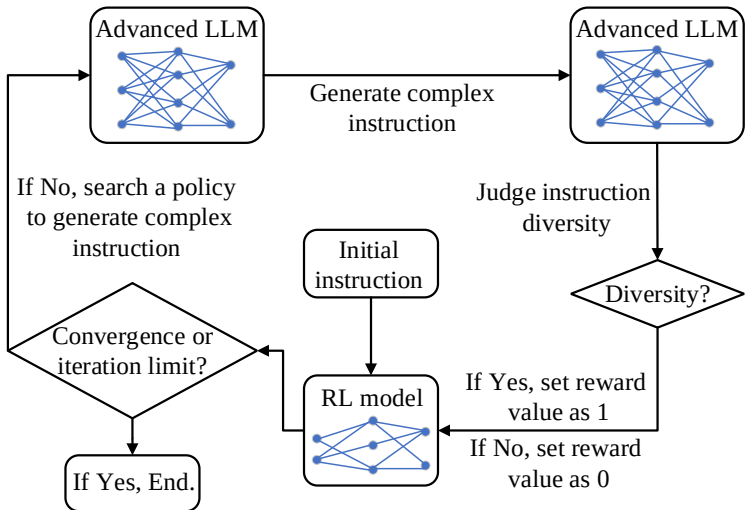 Advanced LLM
Advanced LLM
Generate complex
instruction
If No, search a policy
to generate complex
instruction
Judge instruction
diversity
Initial
instruction
Diversity?
Convergence or
iteration limit?
RL model
If Yes, set reward
value as 1
If No, set reward
value as 0
If Yes, End.